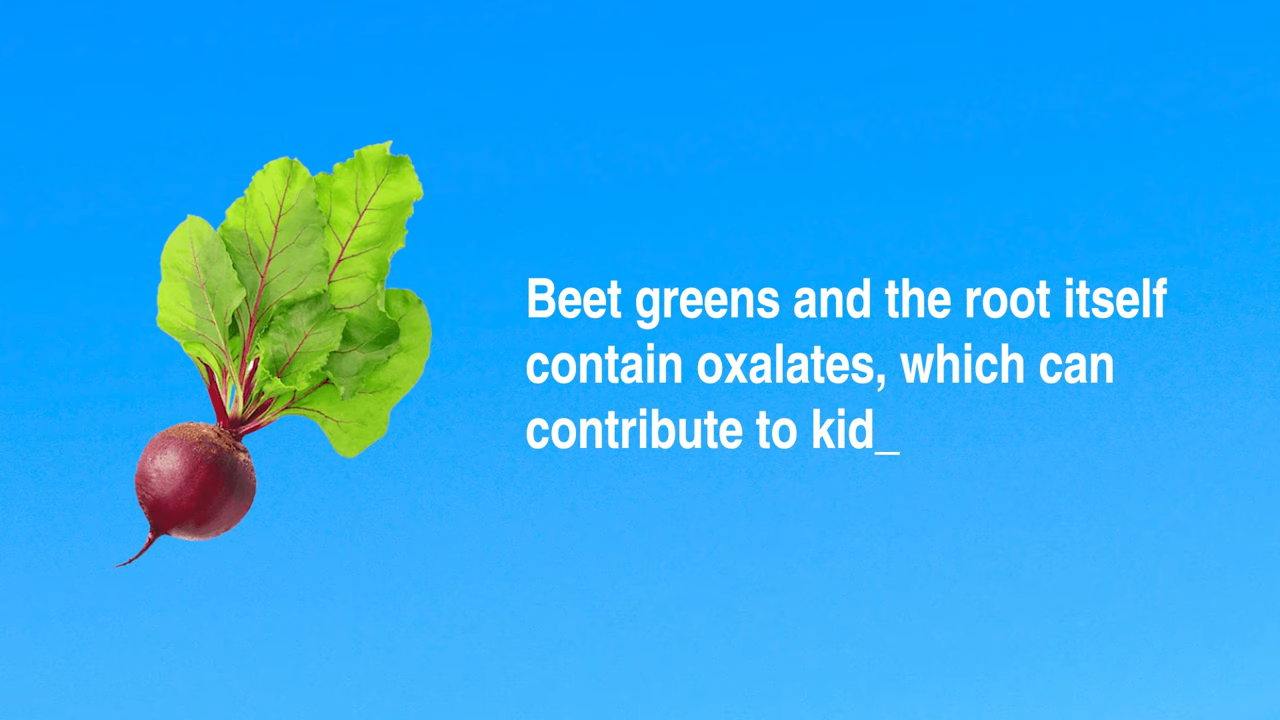 Beet greens and the root itself
contain oxalates, which can
contribute to kid_